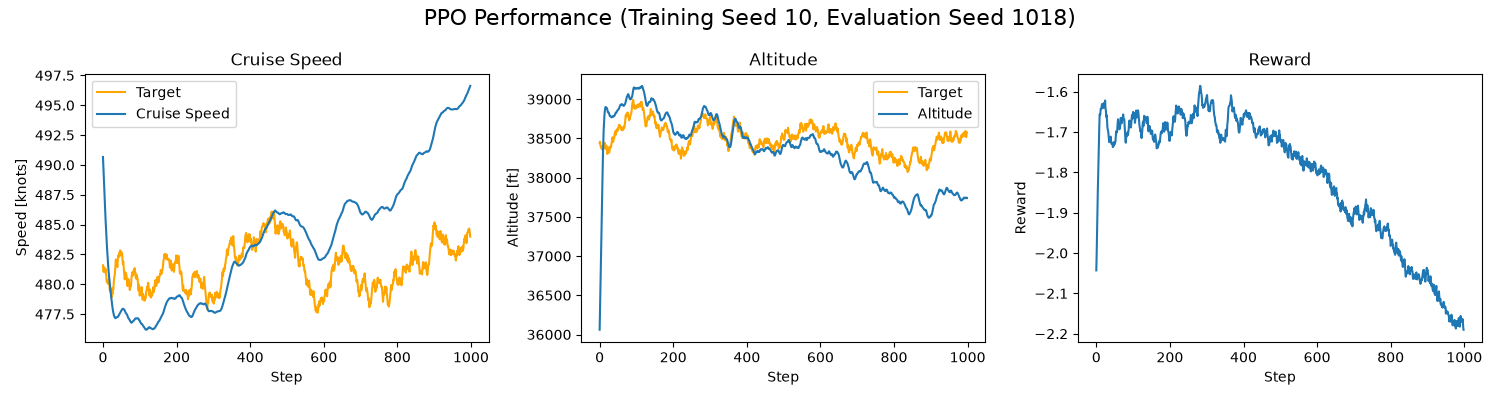 PPO Performance (Training Seed 10, Evaluation Seed 1018)
Cruise Speed
497.5
495.0
492.5
490.0
487.5
485.0
482.5
480.0
477.5
Speed [knots]
Target
Cruise Speed
0
200
400
600
800
1000
Step
Altitude
39000
38500
38000
37500
37000
36500
36000
Altitude [ft]
Target
Altitude
0
200
400
600
800
1000
Step
Reward
−1.6
−1.7
−1.8
−1.9
−2.0
−2.1
−2.2
Reward
0
200
400
600
800
1000
Step